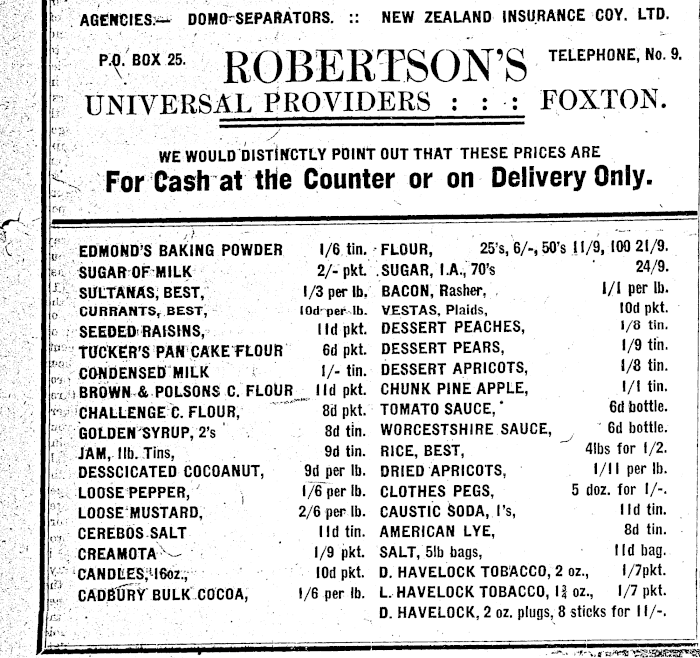 AGENCIES.— DOMO SEPARATORS. :: NEW ZEALAND INSURANCE COY. LTD.
P.O. BOX 25. ROBERTSON'S TELEPHONE, No. 9.
UNIVERSAL PROVIDERS : : : FOXTON.
WE WOULD DISTINCTLY POINT OUT THAT THESE PRICES ARE
For Cash at the Counter or on Delivery Only.
EDMOND'S BAKING POWDER 1/6 tin. FLOUR, 25's, 6/-, 50's 11/9, 100 21/9.
SUGAR OF MILK 2/- pkt. SUGAR, I.A., 70's 24/9.
SULTANAS, BEST, 1/3 per lb. BACON, Rasher, 1/1 per lb.
CURRANTS, BEST, 10d per lb. VESTAS, Plaids, 10d pkt.
SEEDED RAISINS, 11d pkt. DESSERT PEACHES, 1/8 tin.
TUCKER'S PAN CAKE FLOUR 6d pkt. DESSERT PEARS, 1/9 tin.
CONDENSED MILK 1/- tin. DESSERT APRICOTS, 1/8 tin.
BROWN & POLSONS C. FLOUR 11d pkt. CHUNK PINE APPLE, 1/1 tin.
CHALLENGE C. FLOUR, 8d pkt. TOMATO SAUCE, 6d bottle.
GOLDEN SYRUP, 2's 8d tin. WORCESTSHIRE SAUCE, 6d bottle.
JAM, 1lb. Tins, 9d tin. RICE, BEST, 4lbs for 1/2.
DESSCICATED COCOANUT, 9d per lb. DRIED APRICOTS, 1/11 per lb.
LOOSE PEPPER, 1/6 per lb. CLOTHES PEGS, 5 doz. for 1/-.
LOOSE MUSTARD, 2/6 per lb. CAUSTIC SODA, 1's, 11d tin.
CEREBOS SALT 11d tin. AMERICAN LYE, 8d tin.
CREAMOTA 1/9 pkt. SALT, 5lb bags, 11d bag.
CANDLES, 16oz., 10d pkt. D. HAVELOCK TOBACCO, 2 oz., 1/7pkt.
CADBURY BULK COCOA, 1/6 per lb. L. HAVELOCK TOBACCO, 1¾ oz., 1/7 pkt.
D. HAVELOCK, 2 oz. plugs, 8 sticks for 11/-.